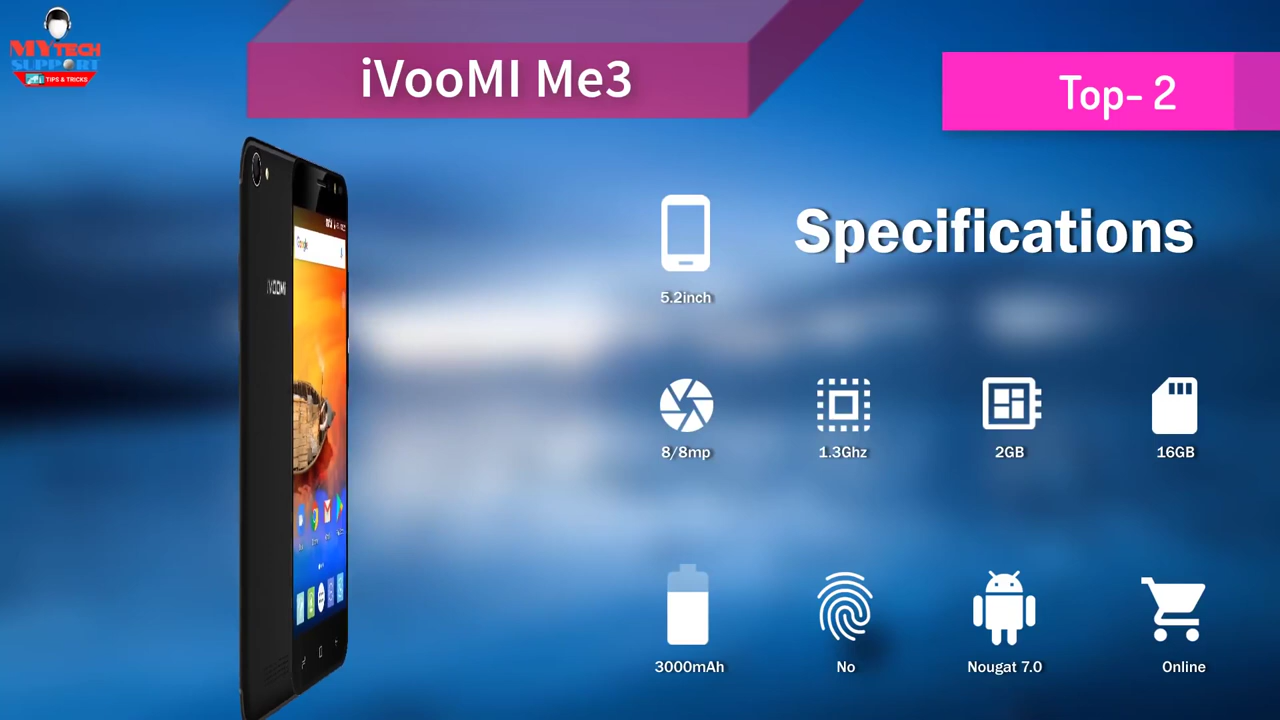 MY TECH
SUPPORT
TIPS & TRICKS
iVooMI Me3
Top- 2
iVOOMI
Google
Specifications
5.2inch
8/8mp
1.3Ghz
2GB
16GB
3000mAh
No
Nougat 7.0
Online